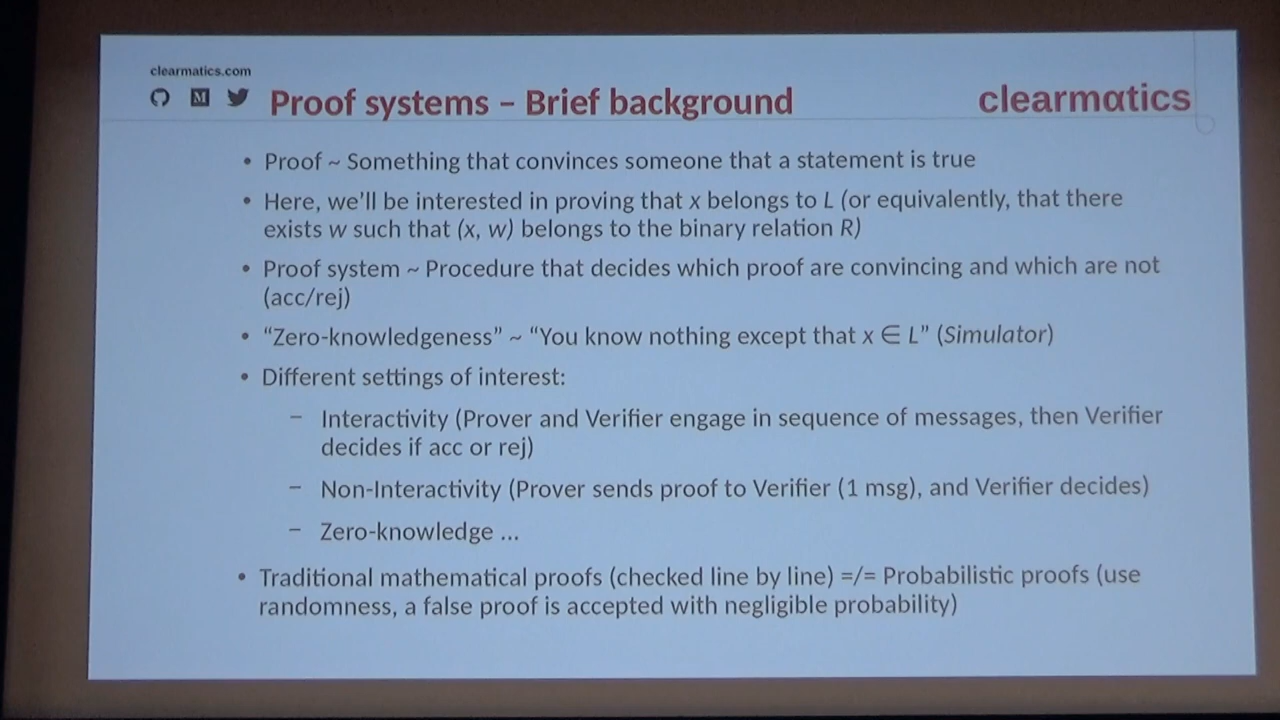 clearmatics.com
Proof systems – Brief background
clearmatics
• Proof ~ Something that convinces someone that a statement is true
• Here, we’ll be interested in proving that x belongs to L (or equivalently, that there
exists w such that (x, w) belongs to the binary relation R)
• Proof system ~ Procedure that decides which proof are convincing and which are not
(acc/rej)
• “Zero-knowledgeness” ~ “You know nothing except that x ∈ L” (Simulator)
• Different settings of interest:
– Interactivity (Prover and Verifier engage in sequence of messages, then Verifier
decides if acc or rej)
– Non-Interactivity (Prover sends proof to Verifier (1 msg), and Verifier decides)
– Zero-knowledge ...
• Traditional mathematical proofs (checked line by line) =/= Probabilistic proofs (use
randomness, a false proof is accepted with negligible probability)